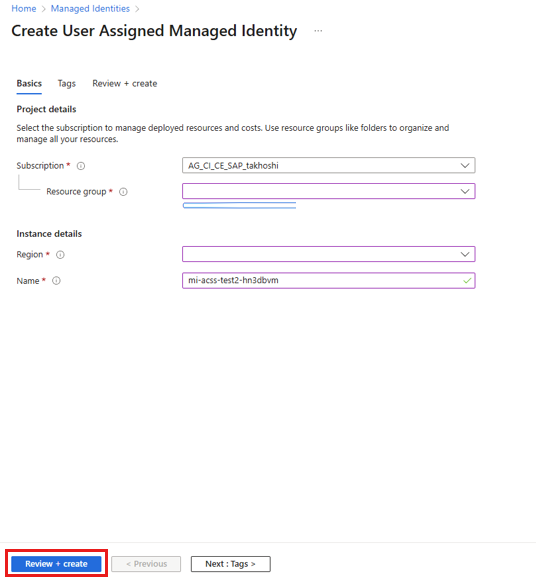 Home > Managed Identities >
Create User Assigned Managed Identity ...
Basics Tags Review + create
Project details
Select the subscription to manage deployed resources and costs. Use resource groups like folders to organize and
manage all your resources.
Subscription * AG_CI_CE_SAP_takhoshi
Resource group *
Instance details
Region *
Name * mi-acss-test2-hn3dbvm
Review + create < Previous Next : Tags >